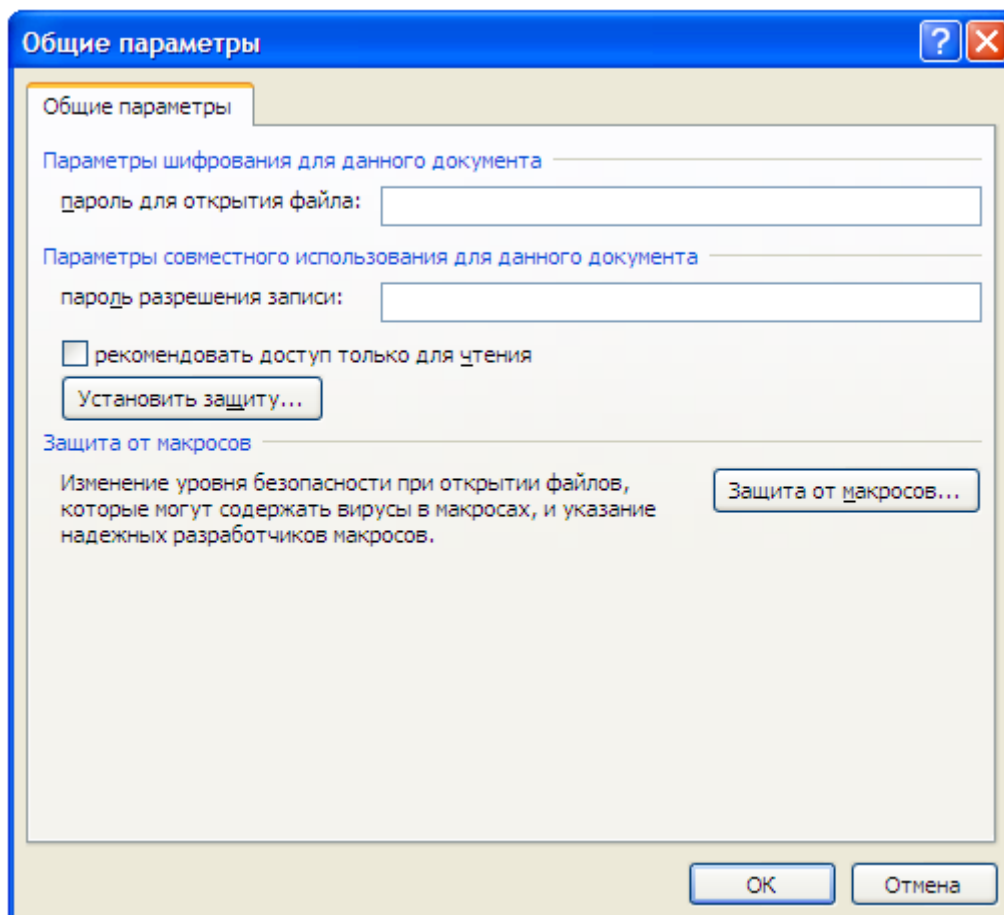 Общие параметры
?
Общие параметры
Параметры шифрования для данного документа
пароль для открытия файла:
Параметры совместного использования для данного документа
пароль разрешения записи:
рекомендовать доступ только для чтения
Установить защиту...
Защита от макросов
Изменение уровня безопасности при открытии файлов,
которые могут содержать вирусы в макросах, и указание
надежных разработчиков макросов.
Защита от макросов...
ОК
Отмена